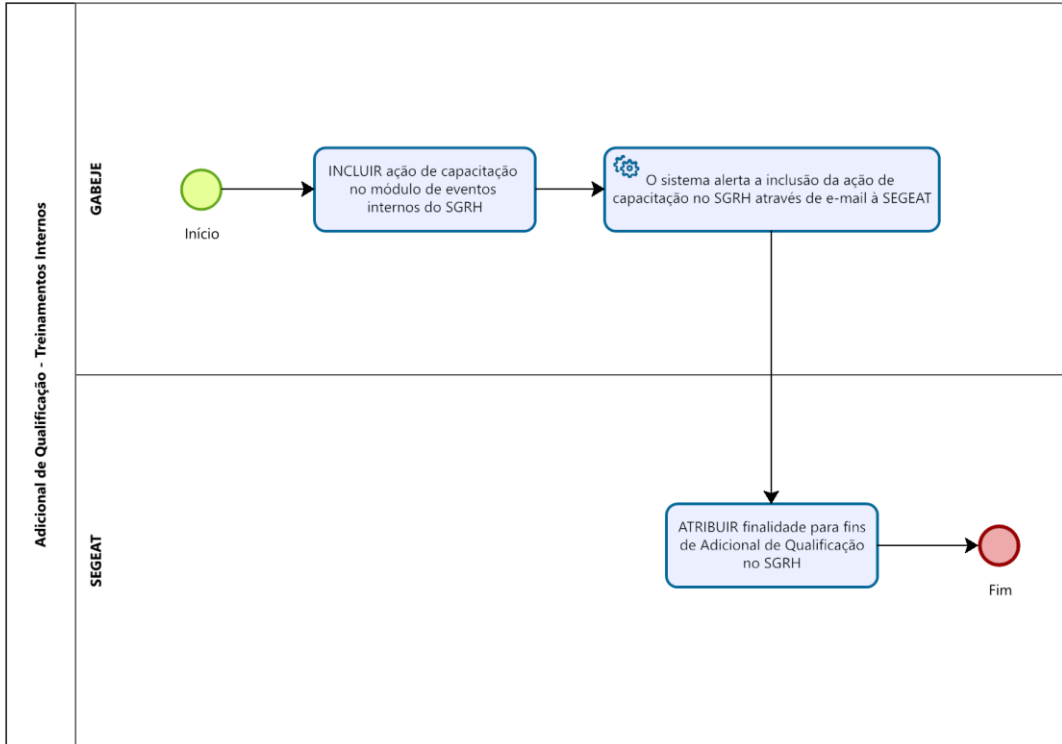 Adicional de Qualificação - Treinamentos Internos
GABEJE
Início
INCLUIR ação de capacitação
no módulo de eventos
internos do SGRH
O sistema alerta a inclusão da ação de
capacitação no SGRH através de e-mail à SEGEAT
SEGEAT
ATRIBUIR finalidade para fins
de Adicional de Qualificação
no SGRH
Fim